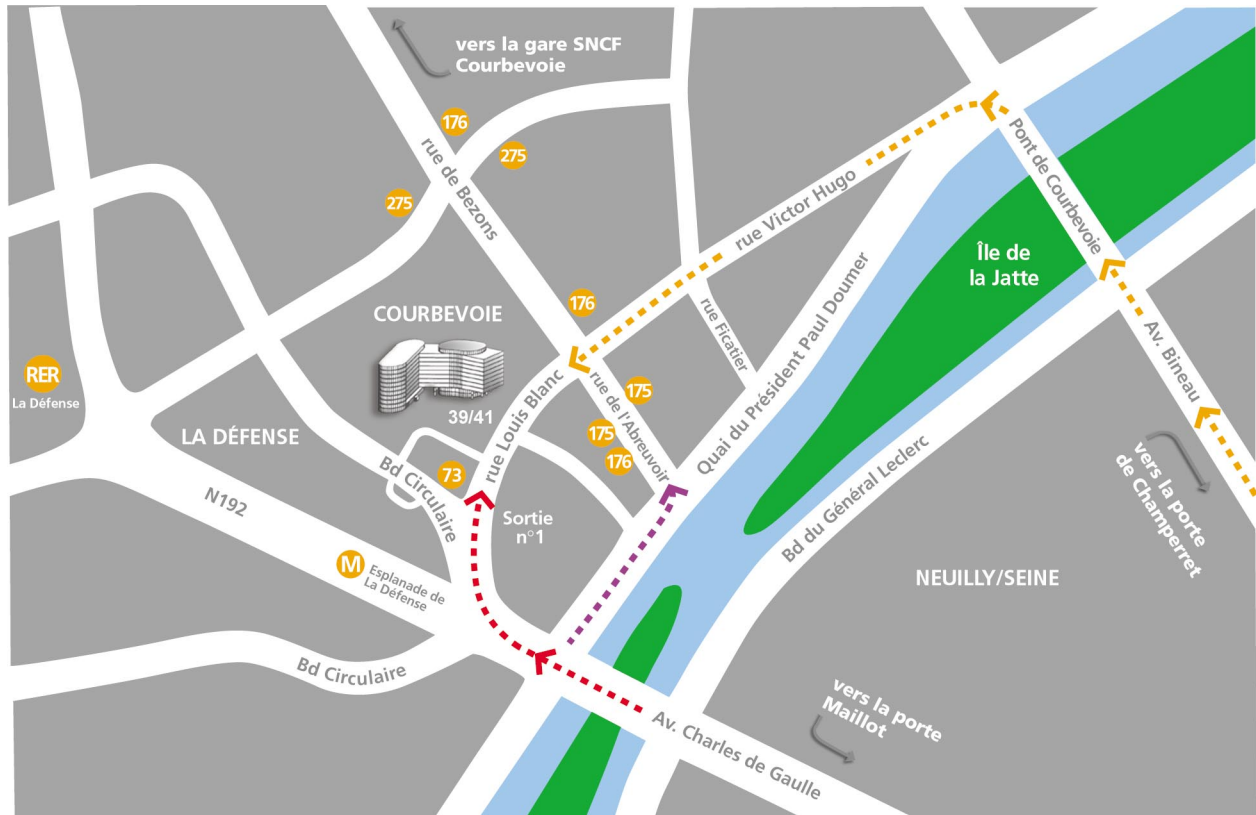 vers la gare SNCF
Courbevoie
176
275
rue de Bezons
275
Pont de Courbevoie
rue Victor Hugo
Île de
la Jatte
176
COURBEVOIE
39/41
rue Ficatier
Quai du Président Paul Doumer
Av. Bineau
RER
La Défense
LA DÉFENSE
rue Louis Blanc
rue de l'Abreuvoir
175
175
176
73
Bd Circulaire
N192
Sortie
n°1
M
Esplanade de
La Défense
Bd du Général Leclerc
vers la porte
de Champerret
NEUILLY/SEINE
Bd Circulaire
vers la porte
Maillot
Av. Charles de Gaulle